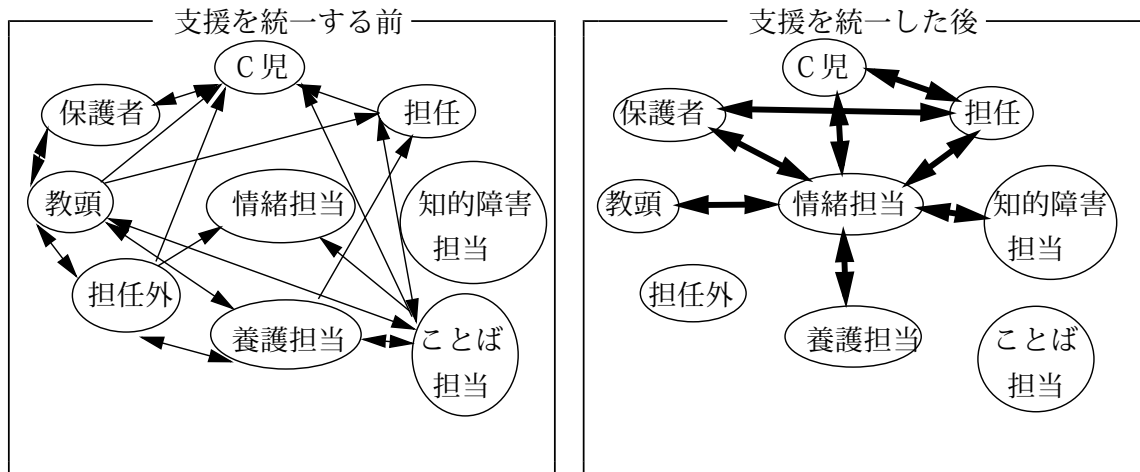 支援を統一する前
C児
保護者
担任
教頭
情緒担当
知的障害
担当
担任外
養護担当
ことば
担当
支援を統一した後
C児
保護者
担任
教頭
情緒担当
知的障害
担当
担任外
養護担当
ことば
担当